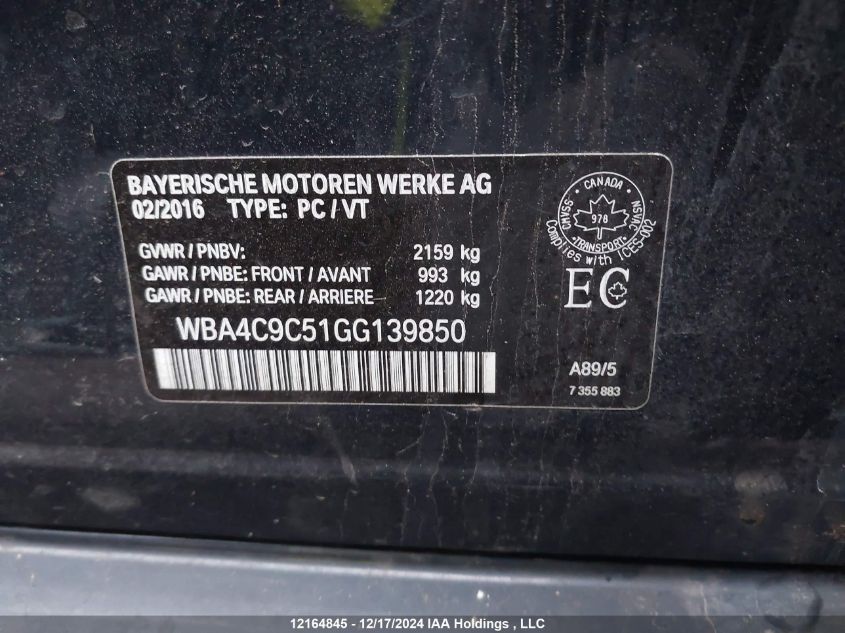 BAYERISCHE MOTOREN WERKE AG
02/2016 TYPE: PC / VT
GVWR / PNBV: 2159 kg
GAWR / PNBE: FRONT / AVANT 993 kg
GAWR / PNBE: REAR / ARRIERE 1220 kg
WBA4C9C51GG139850
CANADA
CMVSS
NSVAC
978
TRANSPORT
Complies with ICES-002
EC
A89/5
7 355 883
12164845 - 12/17/2024 IAA Holdings , LLC